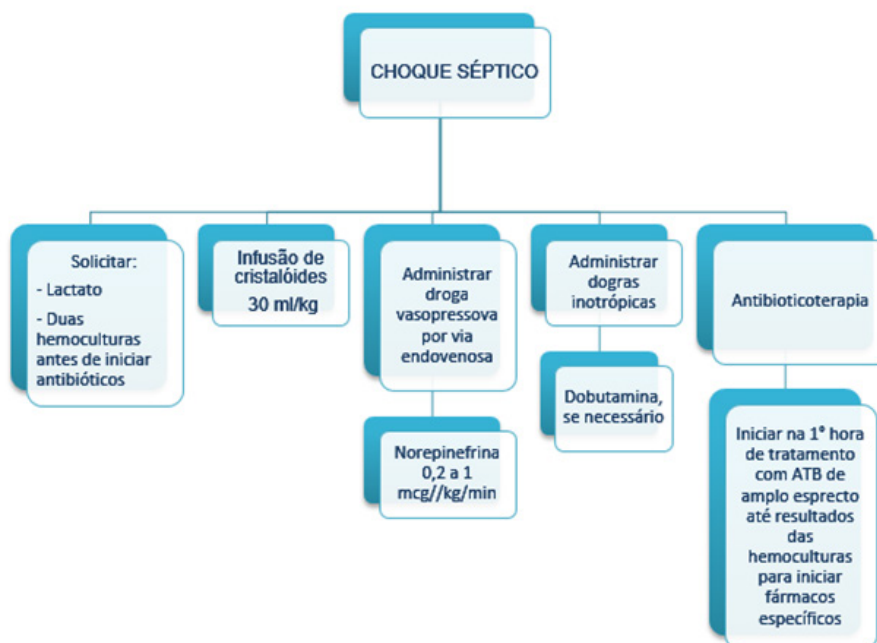 CHOQUE SÉPTICO
Solicitar:
- Lactato
- Duas
hemoculturas
antes de iniciar
antibióticos
Infusão de
cristalóides
30 ml/kg
Administrar
droga
vasopressova
por via
endovenosa
Norepinefrina
0,2 a 1
mcg//kg/min
Administrar
dogras
inotrópicas
Dobutamina,
se necessário
Antibioticoterapia
Iniciar na 1º hora
de tratamento
com ATB de
amplo esprecto
até resultados
das
hemoculturas
para iniciar
fármacos
específicos